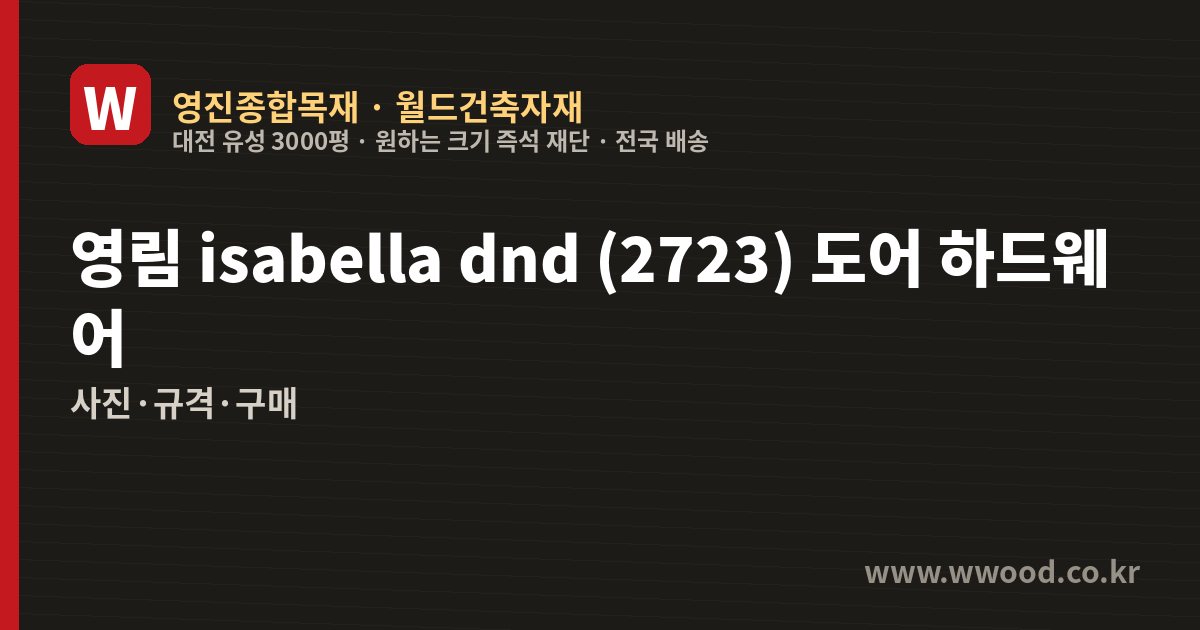 W
영진종합목재 · 월드건축자재
대전 유성 3000평 · 원하는 크기 즉석 재단 · 전국 배송
영림 isabella dnd (2723) 도어 하드웨
어
사진·규격·구매
www.wwood.co.kr